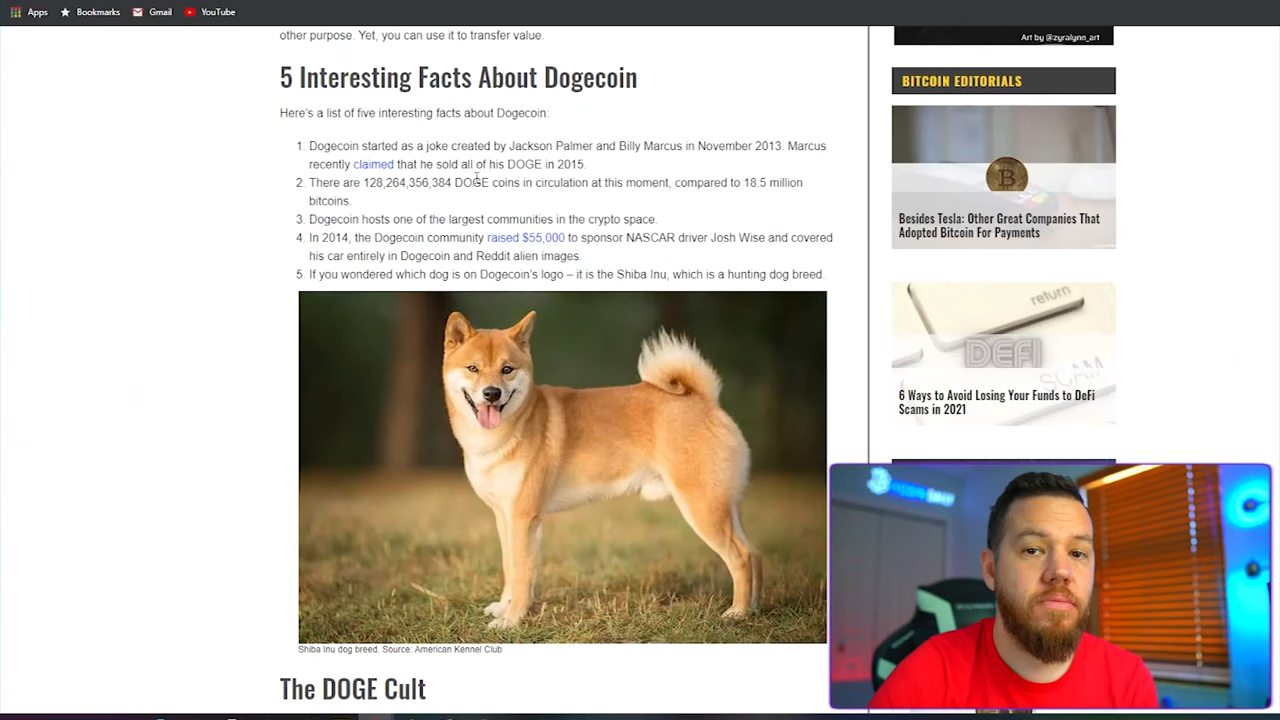 Apps
Bookmarks
Gmail
YouTube
other purpose. Yet, you can use it to transfer value.
5 Interesting Facts About Dogecoin
Here's a list of five interesting facts about Dogecoin:
1. Dogecoin started as a joke created by Jackson Palmer and Billy Marcus in November 2013. Marcus
recently claimed that he sold all of his DOGE in 2015.
2. There are 128,264,356,384 DOGE coins in circulation at this moment, compared to 18.5 million
bitcoins.
3. Dogecoin hosts one of the largest communities in the crypto space.
4. In 2014, the Dogecoin community raised $55,000 to sponsor NASCAR driver Josh Wise and covered
his car entirely in Dogecoin and Reddit alien images.
5. If you wondered which dog is on Dogecoin's logo – it is the Shiba Inu, which is a hunting dog breed.
Shiba Inu dog breed. Source: American Kennel Club
The DOGE Cult
Art by @zyralynn_art
BITCOIN EDITORIALS
B
Besides Tesla: Other Great Companies That
Adopted Bitcoin For Payments
return
DEFI
SCAM
6 Ways to Avoid Losing Your Funds to DeFi
Scams in 2021